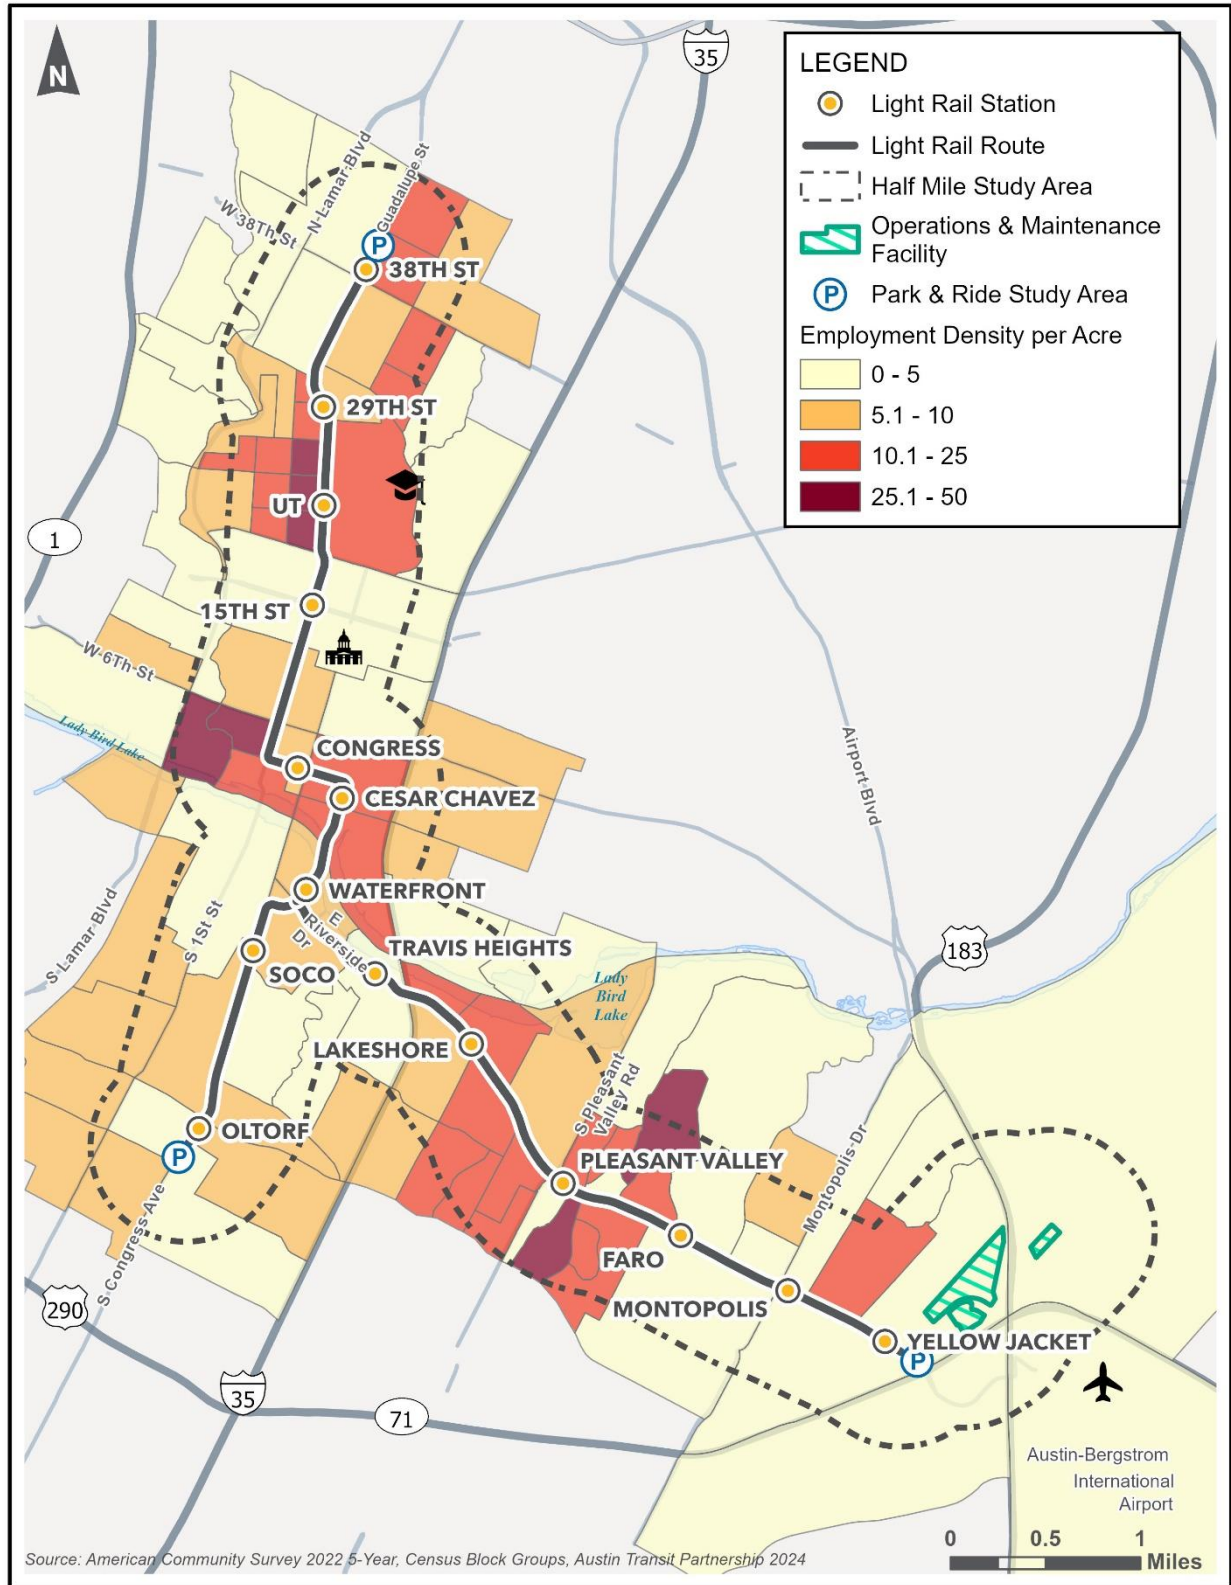 N
35
LEGEND
Light Rail Station
Light Rail Route
Half Mile Study Area
Operations & Maintenance
Facility
P
Park & Ride Study Area
Employment Density per Acre
0 - 5
5.1 - 10
10.1 - 25
25.1 - 50
N-Lamar-Blvd
Guadalupe St
W-38Th-St
P
38TH ST
29TH ST
UT
1
15TH ST
W-6Th-St
Lady Bird Lake
CONGRESS
CESAR CHAVEZ
Airport Blvd
WATERFRONT
E
Riverside
Dr
S-Lamar Blvd
S 1St St
SOCO
TRAVIS HEIGHTS
183
Lady
Bird
Lake
LAKESHORE
S Pleasant
Valley Rd
OLTORF
P
PLEASANT VALLEY
Montopolis-Dr
S-Congress Ave
FARO
MONTOPOLIS
YELLOW JACKET
P
290
35
71
Austin-Bergstrom
International
Airport
0 0.5 1
Miles
Source: American Community Survey 2022 5-Year, Census Block Groups, Austin Transit Partnership 2024